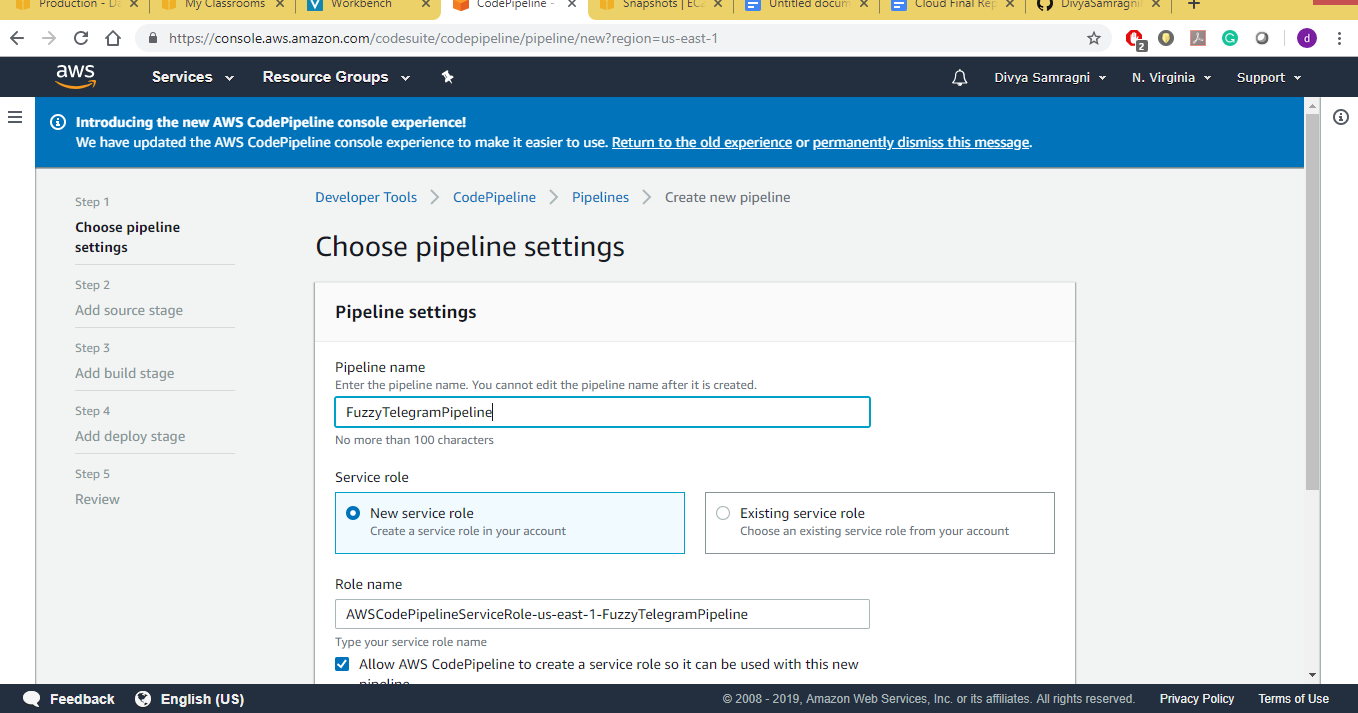 Production - D
My Classrooms
Workbench
CodePipeline -
Snapshots | EC
Untitled docum
Cloud Final Rep
DivyaSamragni
https://console.aws.amazon.com/codesuite/codepipeline/pipeline/new?region=us-east-1
2
d
aws
Services
Resource Groups
Divya Samragni
N. Virginia
Support
Introducing the new AWS CodePipeline console experience!
We have updated the AWS CodePipeline console experience to make it easier to use. Return to the old experience or permanently dismiss this message.
Developer Tools
CodePipeline
Pipelines
Create new pipeline
Step 1
Choose pipeline
settings
Step 2
Add source stage
Step 3
Add build stage
Step 4
Add deploy stage
Step 5
Review
Choose pipeline settings
Pipeline settings
Pipeline name
Enter the pipeline name. You cannot edit the pipeline name after it is created.
FuzzyTelegramPipeline
No more than 100 characters
Service role
New service role
Create a service role in your account
Existing service role
Choose an existing service role from your account
Role name
AWSCodePipelineServiceRole-us-east-1-FuzzyTelegramPipeline
Type your service role name
Allow AWS CodePipeline to create a service role so it can be used with this new
pipeline
Feedback
English (US)
© 2008 - 2019, Amazon Web Services, Inc. or its affiliates. All rights reserved.
Privacy Policy
Terms of Use